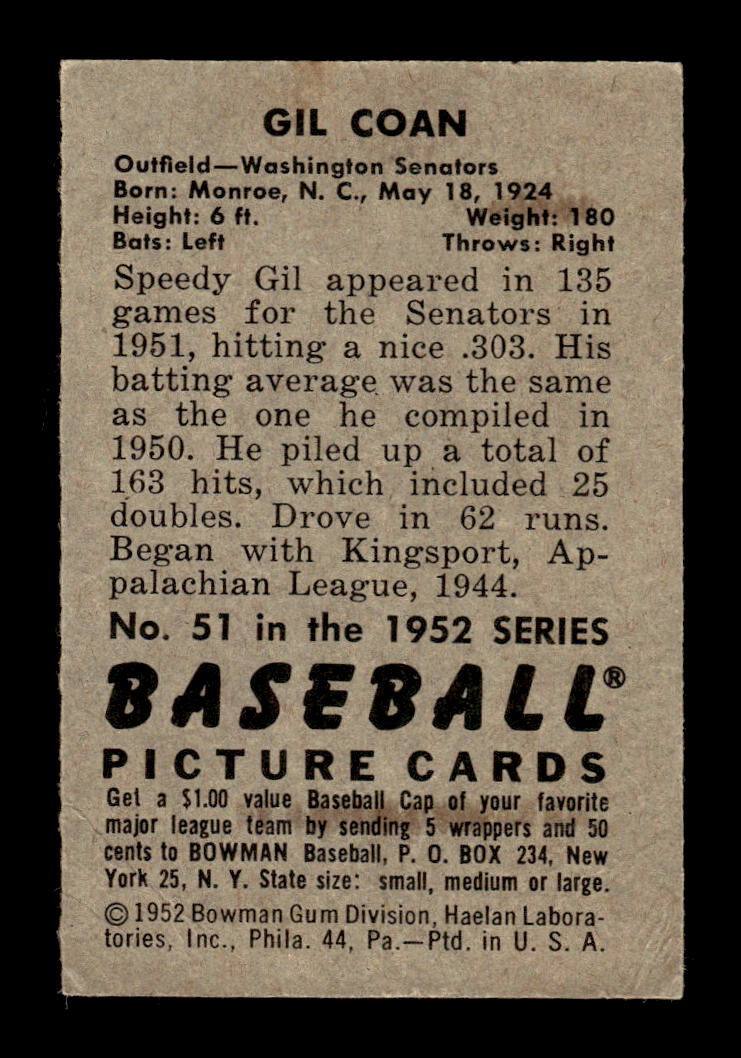 GIL COAN
Outfield—Washington Senators
Born: Monroe, N. C., May 18, 1924
Height: 6 ft. Weight: 180
Bats: Left Throws: Right
Speedy Gil appeared in 135
games for the Senators in
1951, hitting a nice .303. His
batting average was the same
as the one he compiled in
1950. He piled up a total of
163 hits, which included 25
doubles. Drove in 62 runs.
Began with Kingsport, Ap-
palachian League, 1944.
No. 51 in the 1952 SERIES
BASEBALL®
PICTURE CARDS
Get a $1.00 value Baseball Cap of your favorite
major league team by sending 5 wrappers and 50
cents to BOWMAN Baseball, P. O. BOX 234, New
York 25, N. Y. State size: small, medium or large.
© 1952 Bowman Gum Division, Haelan Labora-
tories, Inc., Phila. 44, Pa.—Ptd. in U. S. A.